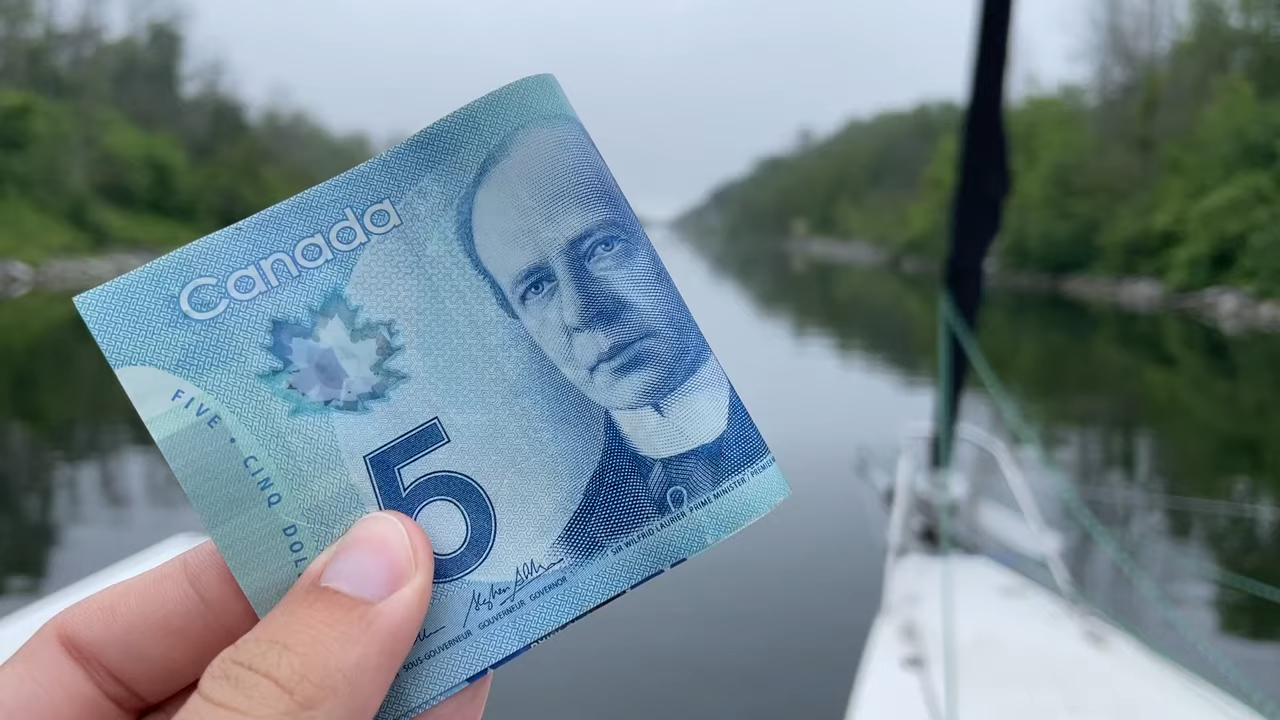 Canada
FIVE • CINQ DOL
5
SIR WILFRID LAURIER PRIME MINISTER / PREMIER
SOUS-GOUVERNEUR GOUVERNEUR GOVERNOR